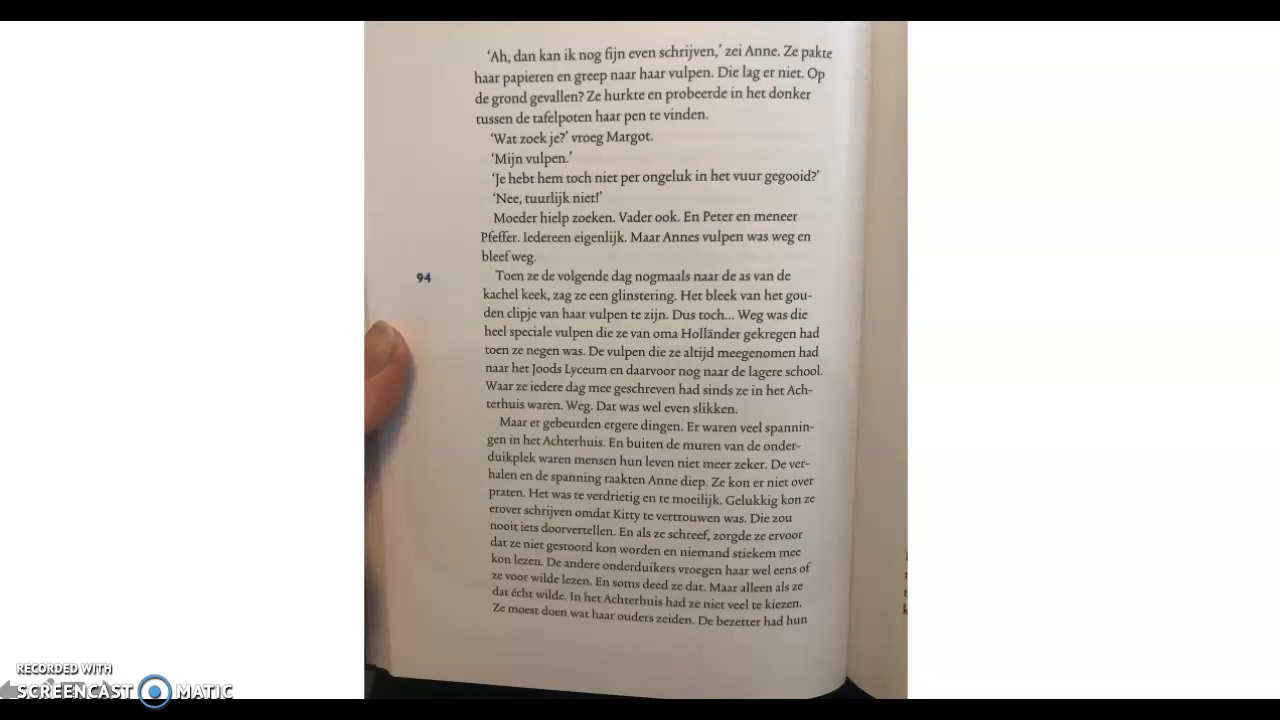 'Ah, dan kan ik nog fijn even schrijven,' zei Anne. Ze pakte
haar papieren en greep naar haar vulpen. Die lag er niet. Op
de grond gevallen? Ze hurkte en probeerde in het donker
tussen de tafelpoten haar pen te vinden.
'Wat zoek je?' vroeg Margot.
'Mijn vulpen.'
'Je hebt hem toch niet per ongeluk in het vuur gegooid?'
'Nee, tuurlijk niet!'
Moeder hielp zoeken. Vader ook. En Peter en meneer
Pfeffer. Iedereen eigenlijk. Maar Annes vulpen was weg en
bleef weg.
94
Toen ze de volgende dag nogmaals naar de as van de
kachel keek, zag ze een glinstering. Het bleek van het gou-
den clipje van haar vulpen te zijn. Dus toch... Weg was die
heel speciale vulpen die ze van oma Holländer gekregen had
toen ze negen was. De vulpen die ze altijd meegenomen had
naar het Joods Lyceum en daarvoor nog naar de lagere school.
Waar ze iedere dag mee geschreven had sinds ze in het Ach-
terhuis waren. Weg. Dat was wel even slikken.
Maar er gebeurden ergere dingen. Er waren veel spannin-
gen in het Achterhuis. En buiten de muren van de onder-
duikplek waren mensen hun leven niet meer zeker. De ver-
halen en de spanning raakten Anne diep. Ze kon er niet over
praten. Het was te verdrietig en te moeilijk. Gelukkig kon ze
erover schrijven omdat Kitty te vertrouwen was. Die zou
nooit iets doorvertellen. En als ze schreef, zorgde ze ervoor
dat ze niet gestoord kon worden en niemand stiekem mee
kon lezen. De andere onderduikers vroegen haar wel eens of
ze voor wilde lezen. En soms deed ze dat. Maar alleen als ze
dat écht wilde. In het Achterhuis had ze niet veel te kiezen.
Ze moest doen wat haar ouders zeiden. De bezetter had hun
RECORDED WITH
SCREENCAST MATIC